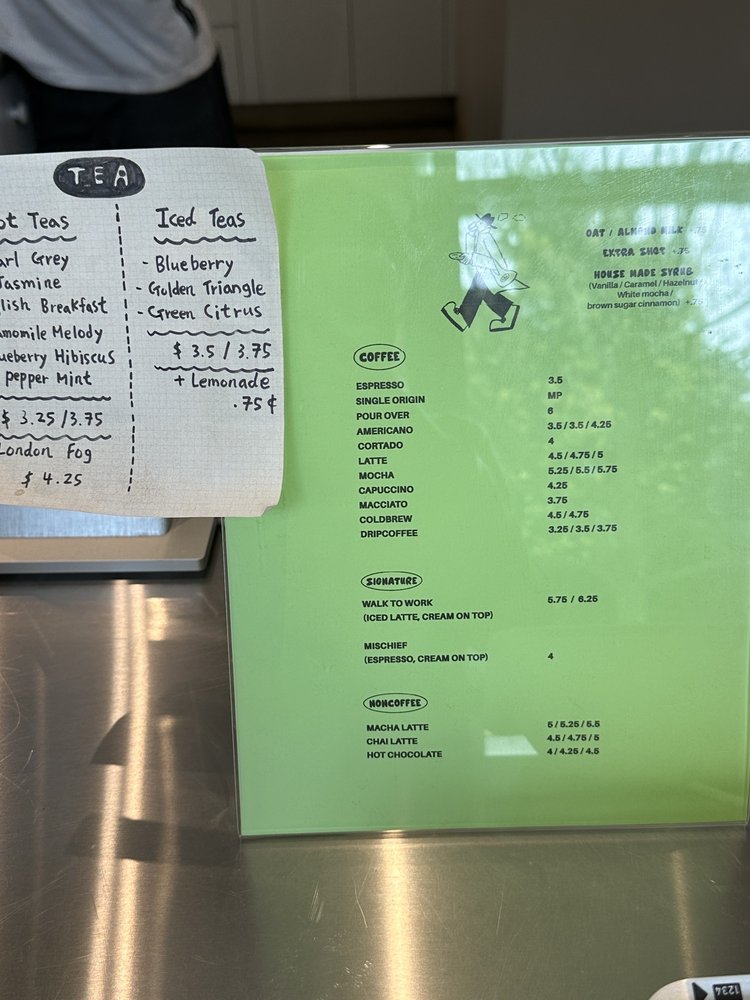 TEA
ot Teas
arl Grey
Jasmine
lish Breakfast
amomile Melody
ueberry Hibiscus
pepper Mint
$ 3.25 /3.75
London Fog
$ 4.25
Iced Teas
- Blueberry
- Golden Triangle
- Green Citrus
$ 3.5 / 3.75
+ Lemonade
.75¢
OAT / ALMOND MILK +.75
EXTRA SHOT +.75
HOUSE MADE SYRUB
(Vanilla / Caramel / Hazelnut /
White mocha /
brown sugar cinnamon) +.75
COFFEE
ESPRESSO 3.5
SINGLE ORIGIN MP
POUR OVER 6
AMERICANO 3.5 / 3.5 / 4.25
CORTADO 4
LATTE 4.5 / 4.75 / 5
MOCHA 5.25 / 5.5 / 5.75
CAPUCCINO 4.25
MACCIATO 3.75
COLDBREW 4.5 / 4.75
DRIPCOFFEE 3.25 / 3.5 / 3.75
SIGNATURE
WALK TO WORK 5.75 / 6.25
(ICED LATTE, CREAM ON TOP)
MISCHIEF
(ESPRESSO, CREAM ON TOP) 4
NONCOFFEE
MACHA LATTE 5 / 5.25 / 5.5
CHAI LATTE 4.5 / 4.75 / 5
HOT CHOCOLATE 4 / 4.25 / 4.5
1234